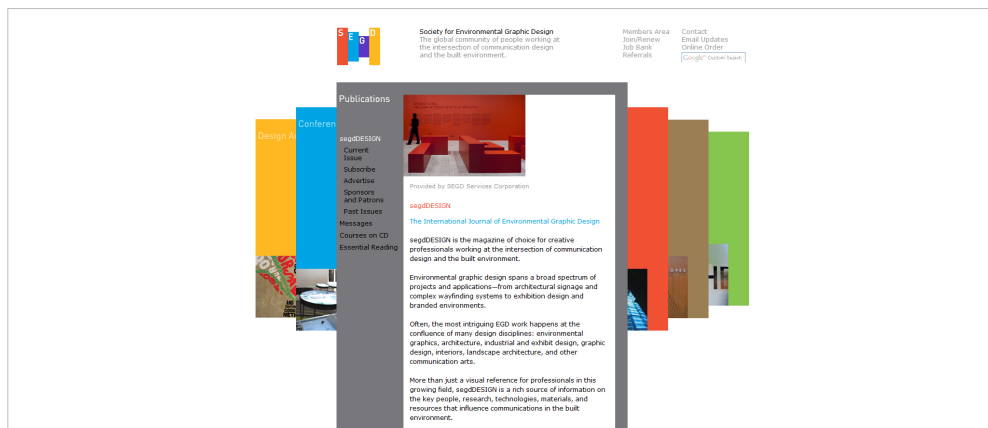 S
E
G
D
Society for Environmental Graphic Design
The global community of people working at
the intersection of communication design
and the built environment.
Members Area
Join/Renew
Job Bank
Referrals
Contact
Email Updates
Online Order
Google™ Custom Search
Design A
Conferen
Publications
segdDESIGN
Current
Issue
Subscribe
Advertise
Sponsors
and Patrons
Past Issues
Messages
Courses on CD
Essential Reading
Provided by SEGD Services Corporation
segdDESIGN
The International Journal of Environmental Graphic Design
segdDESIGN is the magazine of choice for creative
professionals working at the intersection of communication
design and the built environment.
Environmental graphic design spans a broad spectrum of
projects and applications—from architectural signage and
complex wayfinding systems to exhibition design and
branded environments.
Often, the most intriguing EGD work happens at the
confluence of many design disciplines: environmental
graphics, architecture, industrial and exhibit design, graphic
design, interiors, landscape architecture, and other
communication arts.
More than just a visual reference for professionals in this
growing field, segdDESIGN is a rich source of information on
the key people, research, technologies, materials, and
resources that influence communications in the built
environment.